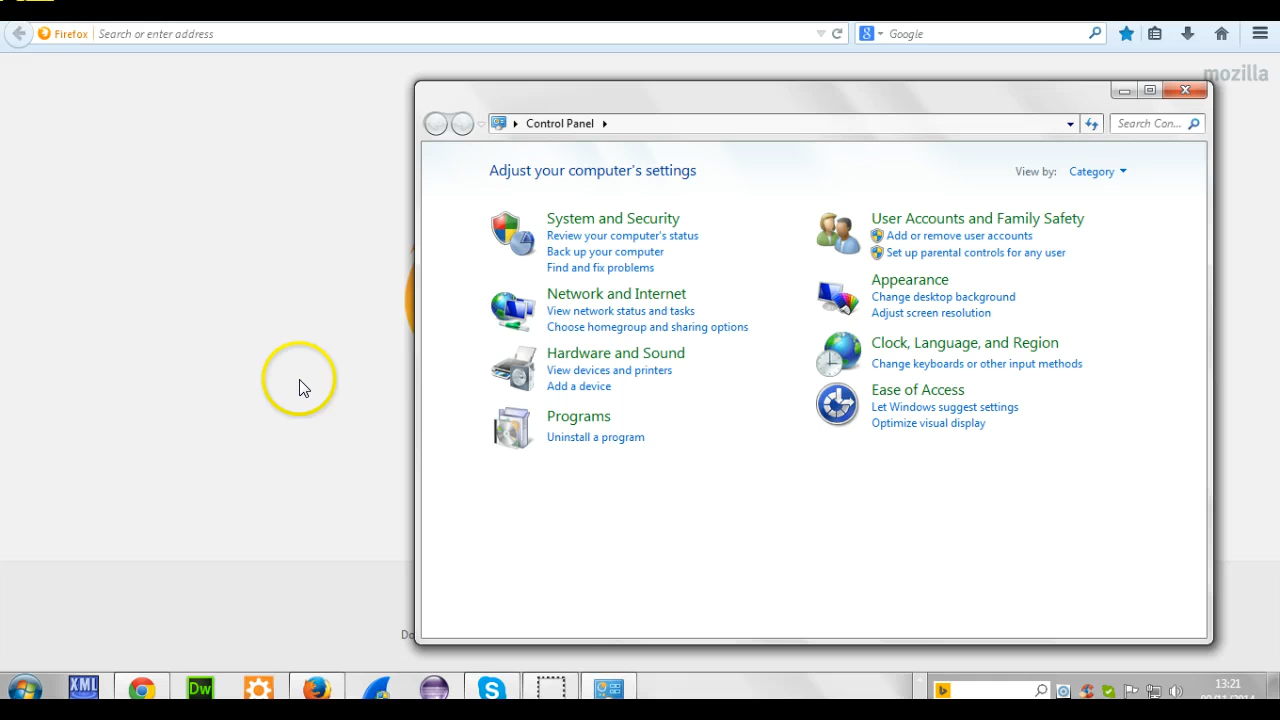 Firefox
Search or enter address
Google
mozilla
Control Panel
Search Con...
Adjust your computer's settings
View by: Category
System and Security
Review your computer's status
Back up your computer
Find and fix problems
Network and Internet
View network status and tasks
Choose homegroup and sharing options
Hardware and Sound
View devices and printers
Add a device
Programs
Uninstall a program
User Accounts and Family Safety
Add or remove user accounts
Set up parental controls for any user
Appearance
Change desktop background
Adjust screen resolution
Clock, Language, and Region
Change keyboards or other input methods
Ease of Access
Let Windows suggest settings
Optimize visual display
Do
XML
Dw
13:21